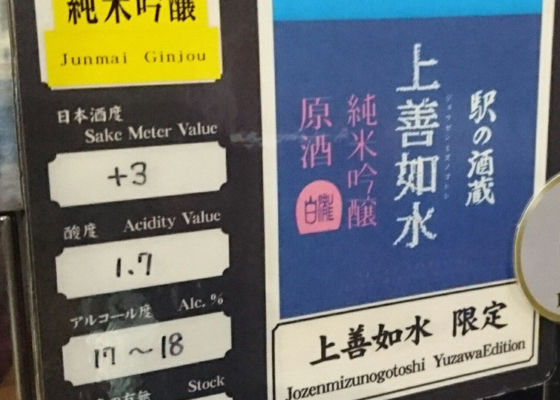 純米吟醸
Junmai Ginjou
日本酒度
Sake Meter Value
+3
酸度 Acidity Value
1.7
アルコール度 Alc. %
17～18
Stock
駅の酒蔵
上善如水
ジョウゼンミズノゴトシ
純米吟醸
原酒
上善如水 限定
Jozenmizunogotoshi YuzawaEdition